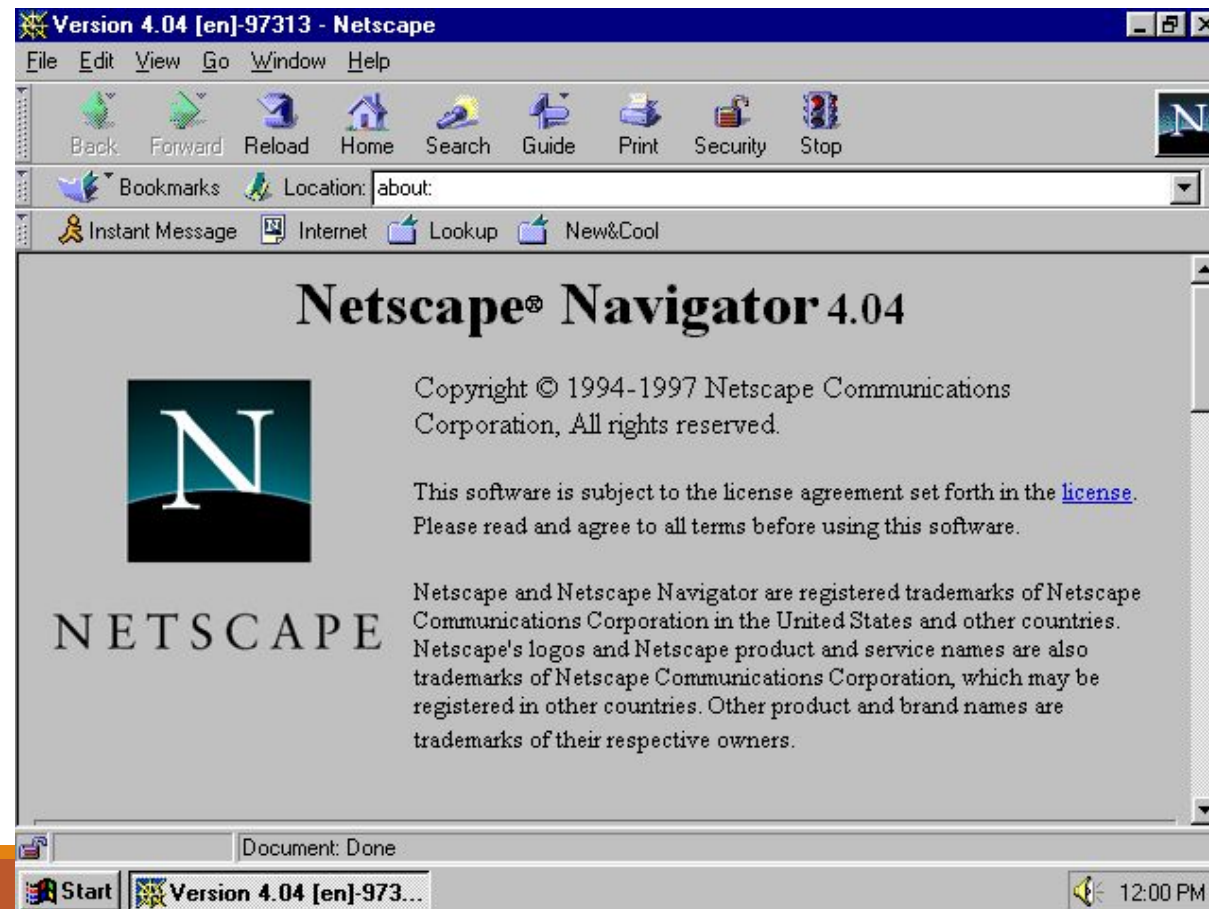 Version 4.04 [en]-97313 - Netscape
File Edit View Go Window Help
Back Forward Reload Home Search Guide Print Security Stop
N
Bookmarks Location: about:
Instant Message Internet Lookup New&Cool
Netscape® Navigator 4.04
N
NETSCAPE
Copyright © 1994-1997 Netscape Communications
Corporation, All rights reserved.
This software is subject to the license agreement set forth in the license.
Please read and agree to all terms before using this software.
Netscape and Netscape Navigator are registered trademarks of Netscape
Communications Corporation in the United States and other countries.
Netscape's logos and Netscape product and service names are also
trademarks of Netscape Communications Corporation, which may be
registered in other countries. Other product and brand names are
trademarks of their respective owners.
Document: Done
Start Version 4.04 [en]-973... 12:00 PM